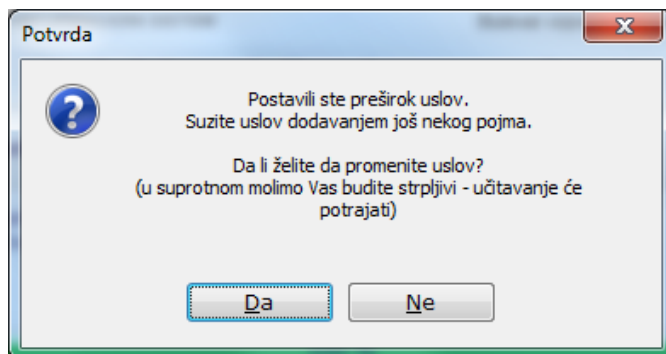 Potvrda
Postavili ste preširok uslov.
Suzite uslov dodavanjem još nekog pojma.
Da li želite da promenite uslov?
(u suprotnom molimo Vas budite strpljivi - učitavanje će
potrajati)
Da
Ne